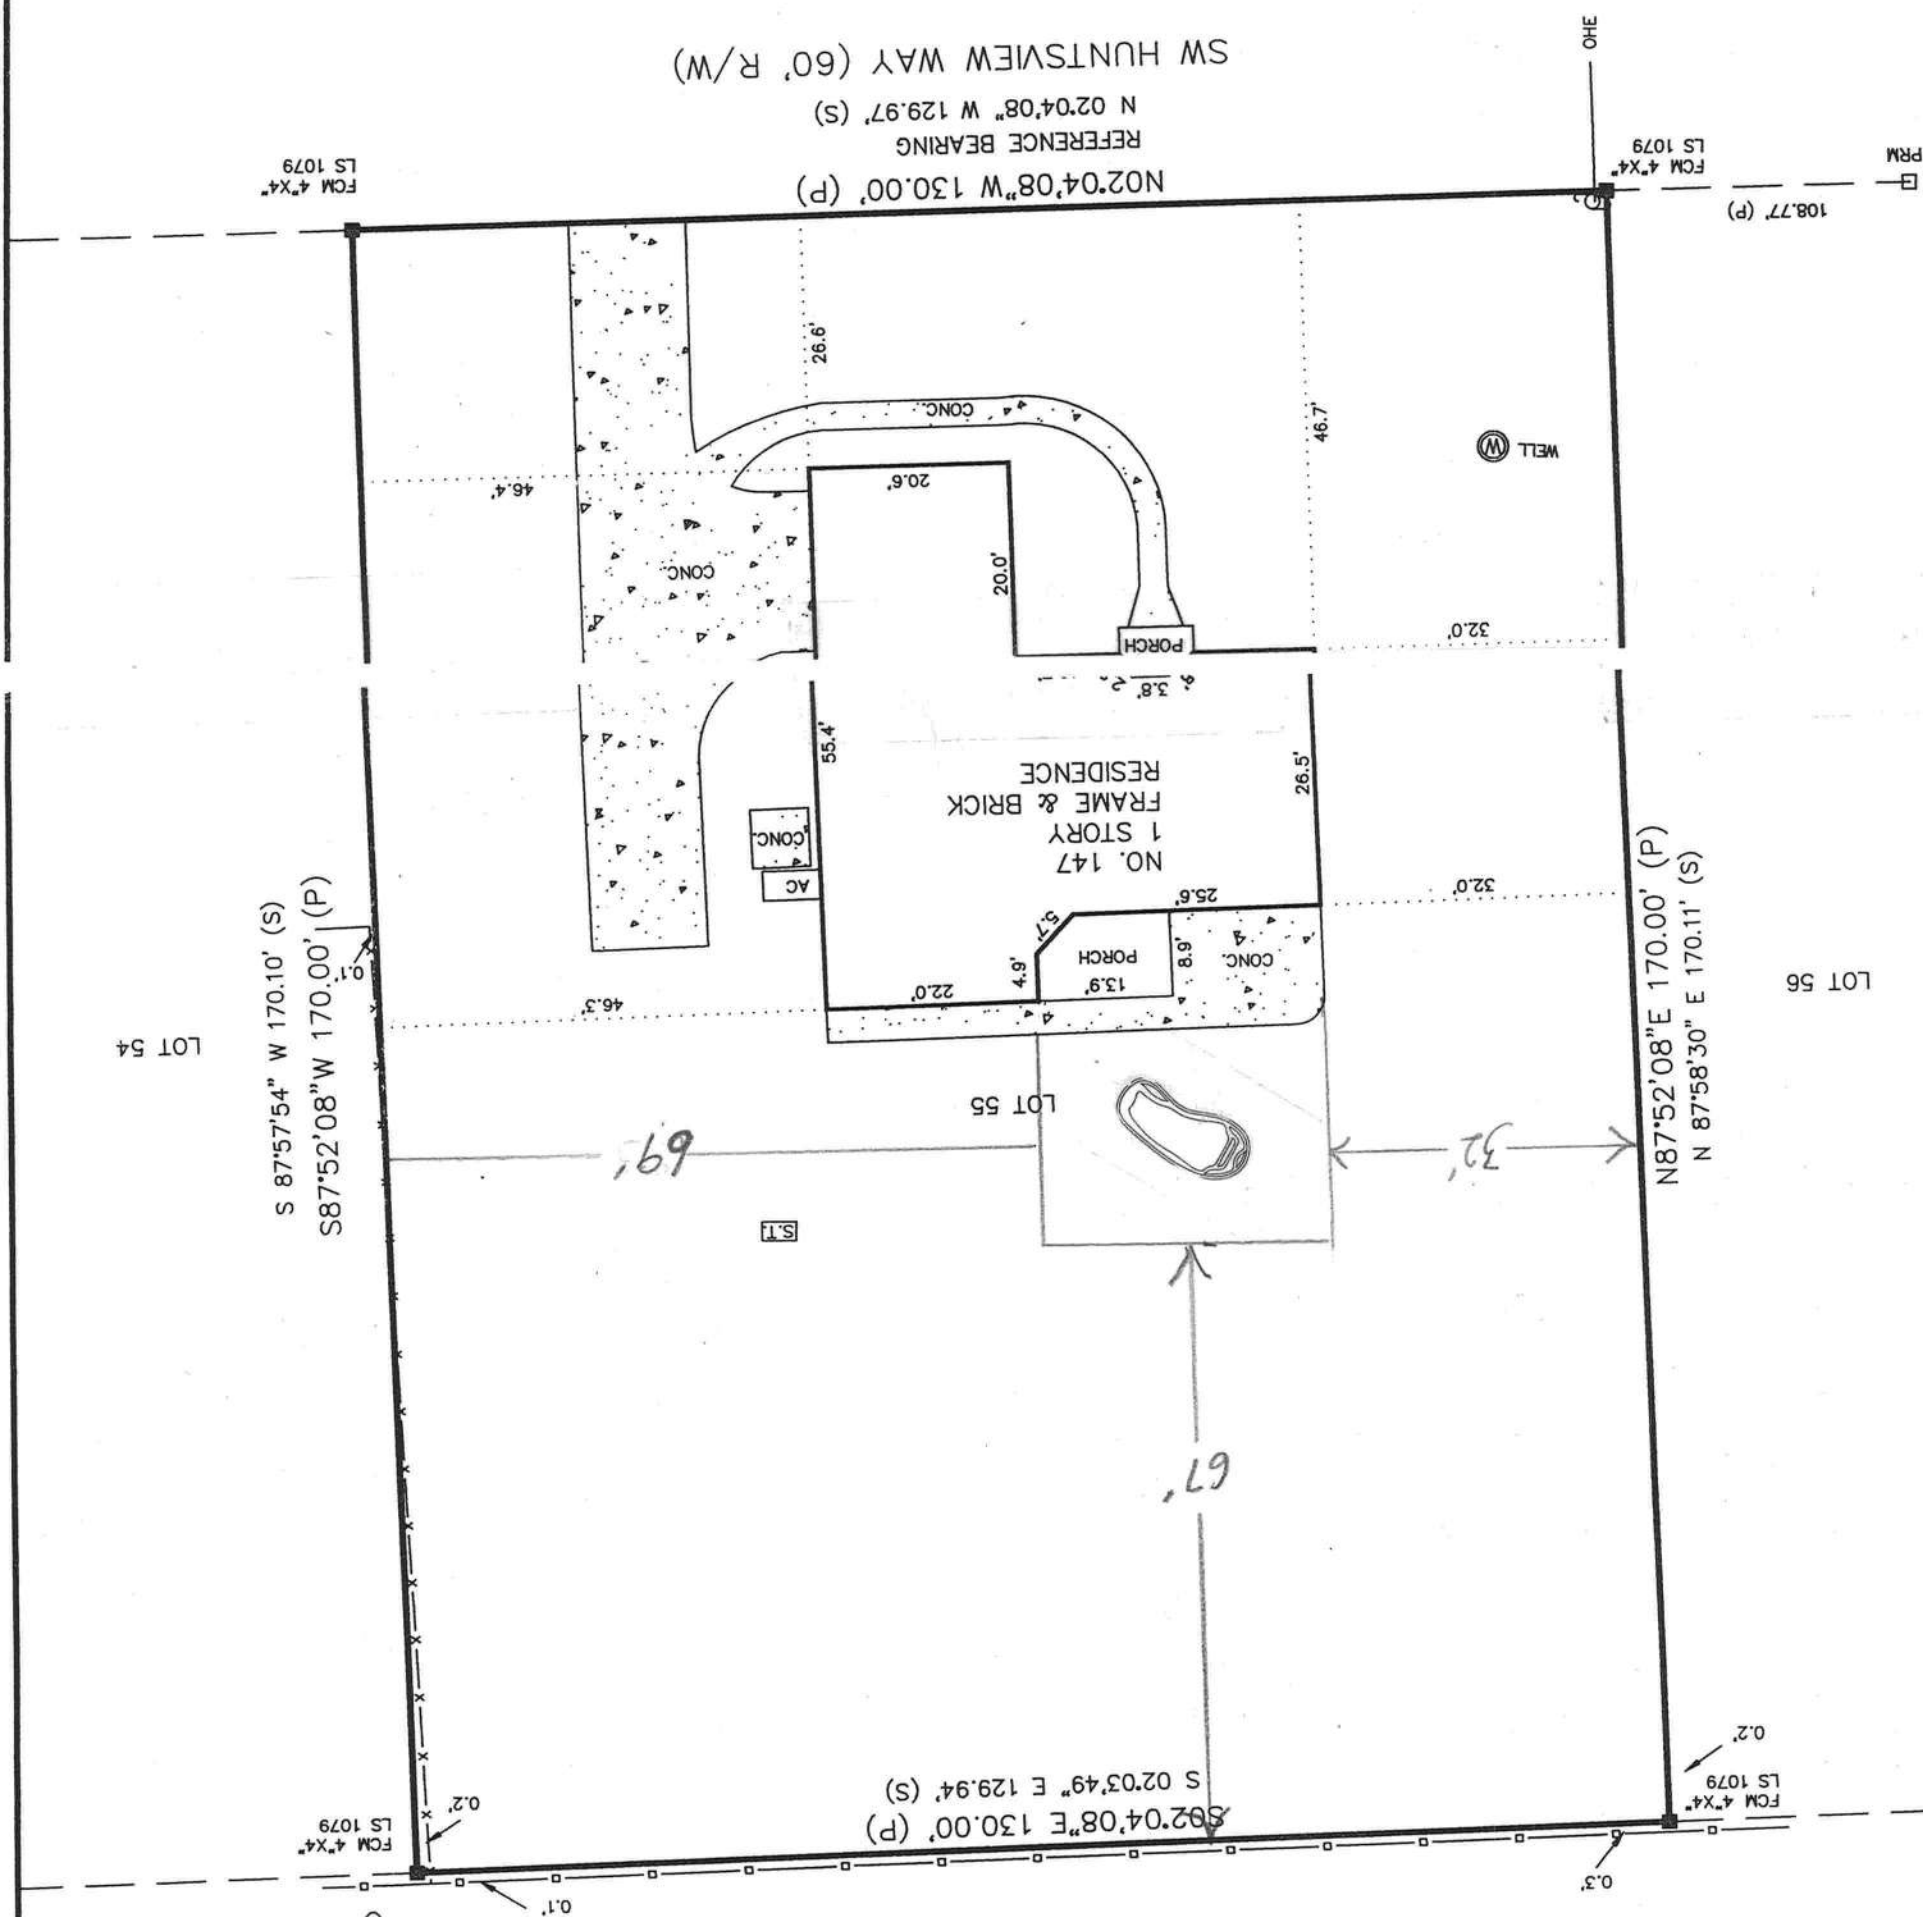 SW HUNTSVIEW WAY (60' R/W)
N 02°04'08" W 129.97' (S)
REFERENCE BEARING
N02°04'08"W 130.00' (P)
FCM 4"X4"
LS 1079
FCM 4"X4"
LS 1079
OHE
PRM
108.77' (P)
26.6'
46.7'
CONC.
WELL
W
46.4'
20.6'
20.0'
CONC.
PORCH
32.0'
3.8'
55.4'
26.5'
NO. 147
1 STORY
FRAME & BRICK
RESIDENCE
CONC.
AC
25.6'
32.0'
5.7'
4.9'
PORCH
13.9'
8.9'
CONC.
22.0'
46.3'
0.1'
S 87°57'54" W 170.10' (S)
S87°52'08"W 170.00' (P)
N87°52'08"E 170.00' (P)
N 87°58'30" E 170.11' (S)
LOT 54
LOT 55
LOT 56
69'
32'
S.T.
67'
S 02°03'49" E 129.94' (S)
S02°04'08"E 130.00' (P)
FCM 4"X4"
LS 1079
0.2'
0.1'
FCM 4"X4"
LS 1079
0.2'
0.3'